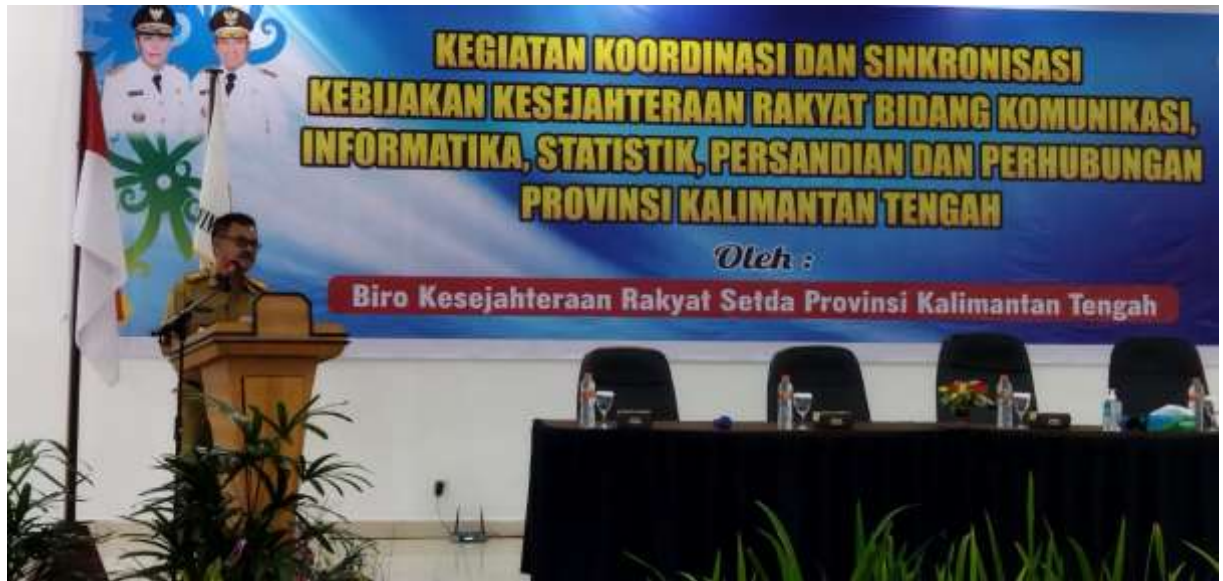 KEGIATAN KOORDINASI DAN SINKRONISASI
KEBIJAKAN KESEJAHTERAAN RAKYAT BIDANG KOMUNIKASI,
INFORMATIKA, STATISTIK, PERSANDIAN DAN PERHUBUNGAN
PROVINSI KALIMANTAN TENGAH
Oleh :
Biro Kesejahteraan Rakyat Setda Provinsi Kalimantan Tengah